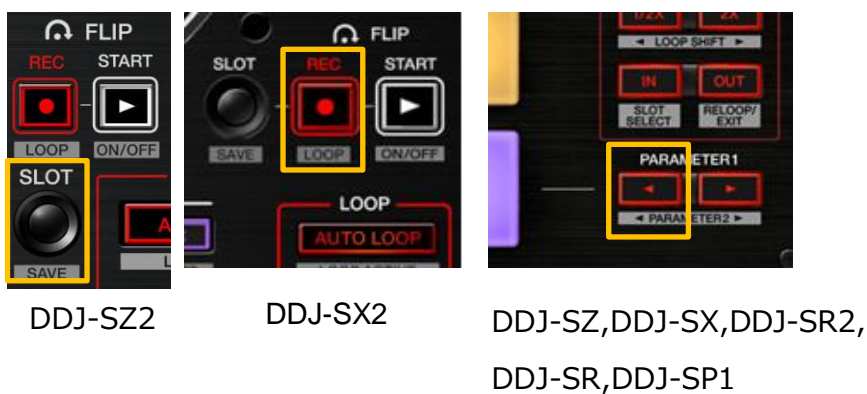 FLIP
REC START
LOOP ON/OFF
SLOT
SAVE
A
L
DDJ-SZ2
FLIP
SLOT REC START
SAVE LOOP ON/OFF
LOOP
AUTO LOOP
DDJ-SX2
1/2X 2X
◄ LOOP SHIFT ►
IN OUT
SLOT SELECT RELOOP/EXIT
PARAMETER1
◄ ►
◄ PARAMETER2 ►
DDJ-SZ,DDJ-SX,DDJ-SR2,
DDJ-SR,DDJ-SP1